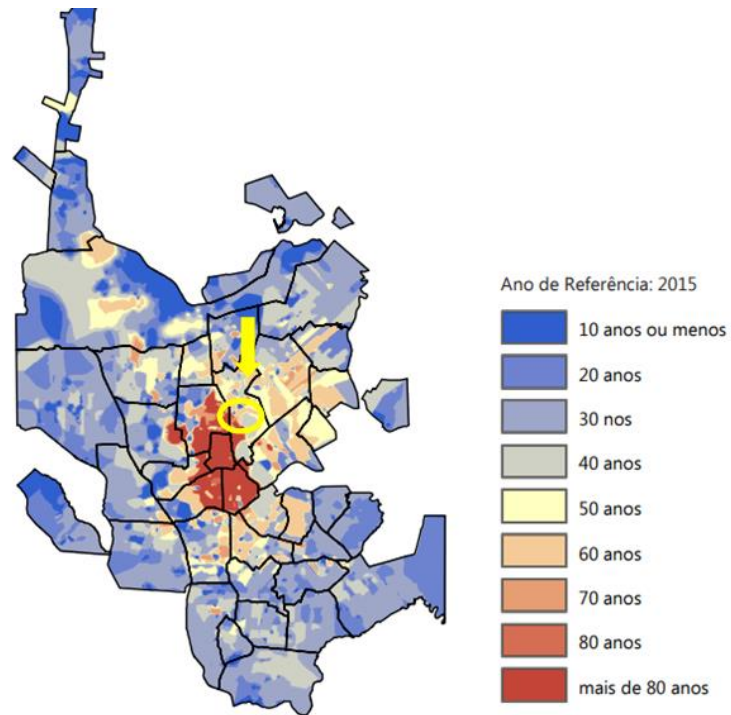 Ano de Referência: 2015
10 anos ou menos
20 anos
30 nos
40 anos
50 anos
60 anos
70 anos
80 anos
mais de 80 anos